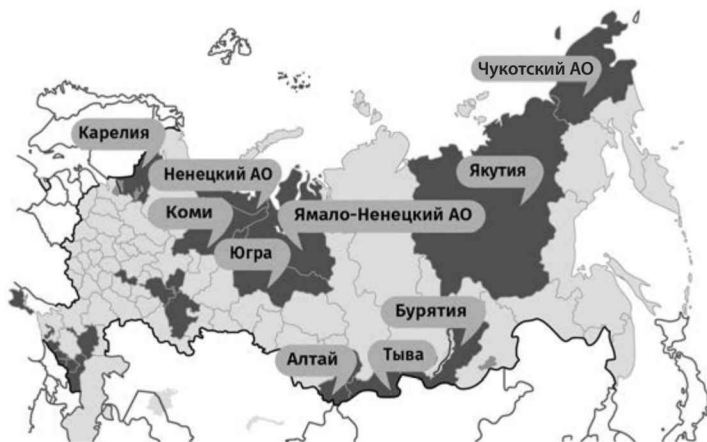 Чукотский АО
Карелия
Ненецкий АО
Якутия
Коми
Ямало-Ненецкий АО
Югра
Бурятия
Алтай
Тыва